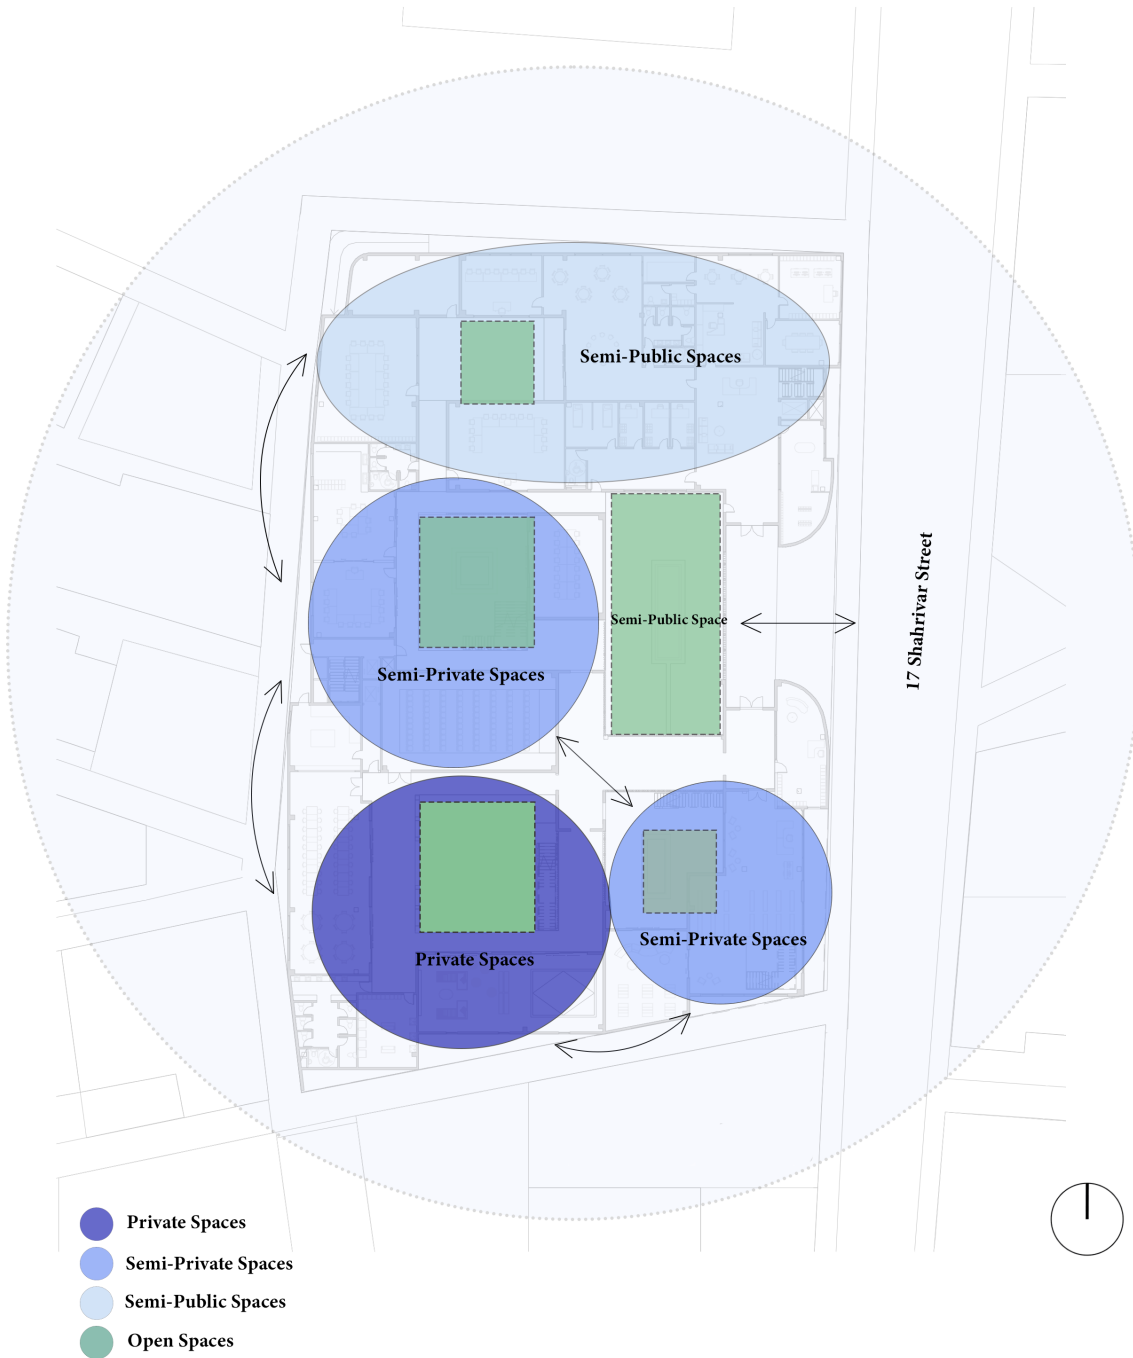 Semi-Public Spaces
Semi-Public Space
17 Shahrivar Street
Semi-Private Spaces
Semi-Private Spaces
Private Spaces
Private Spaces
Semi-Private Spaces
Semi-Public Spaces
Open Spaces